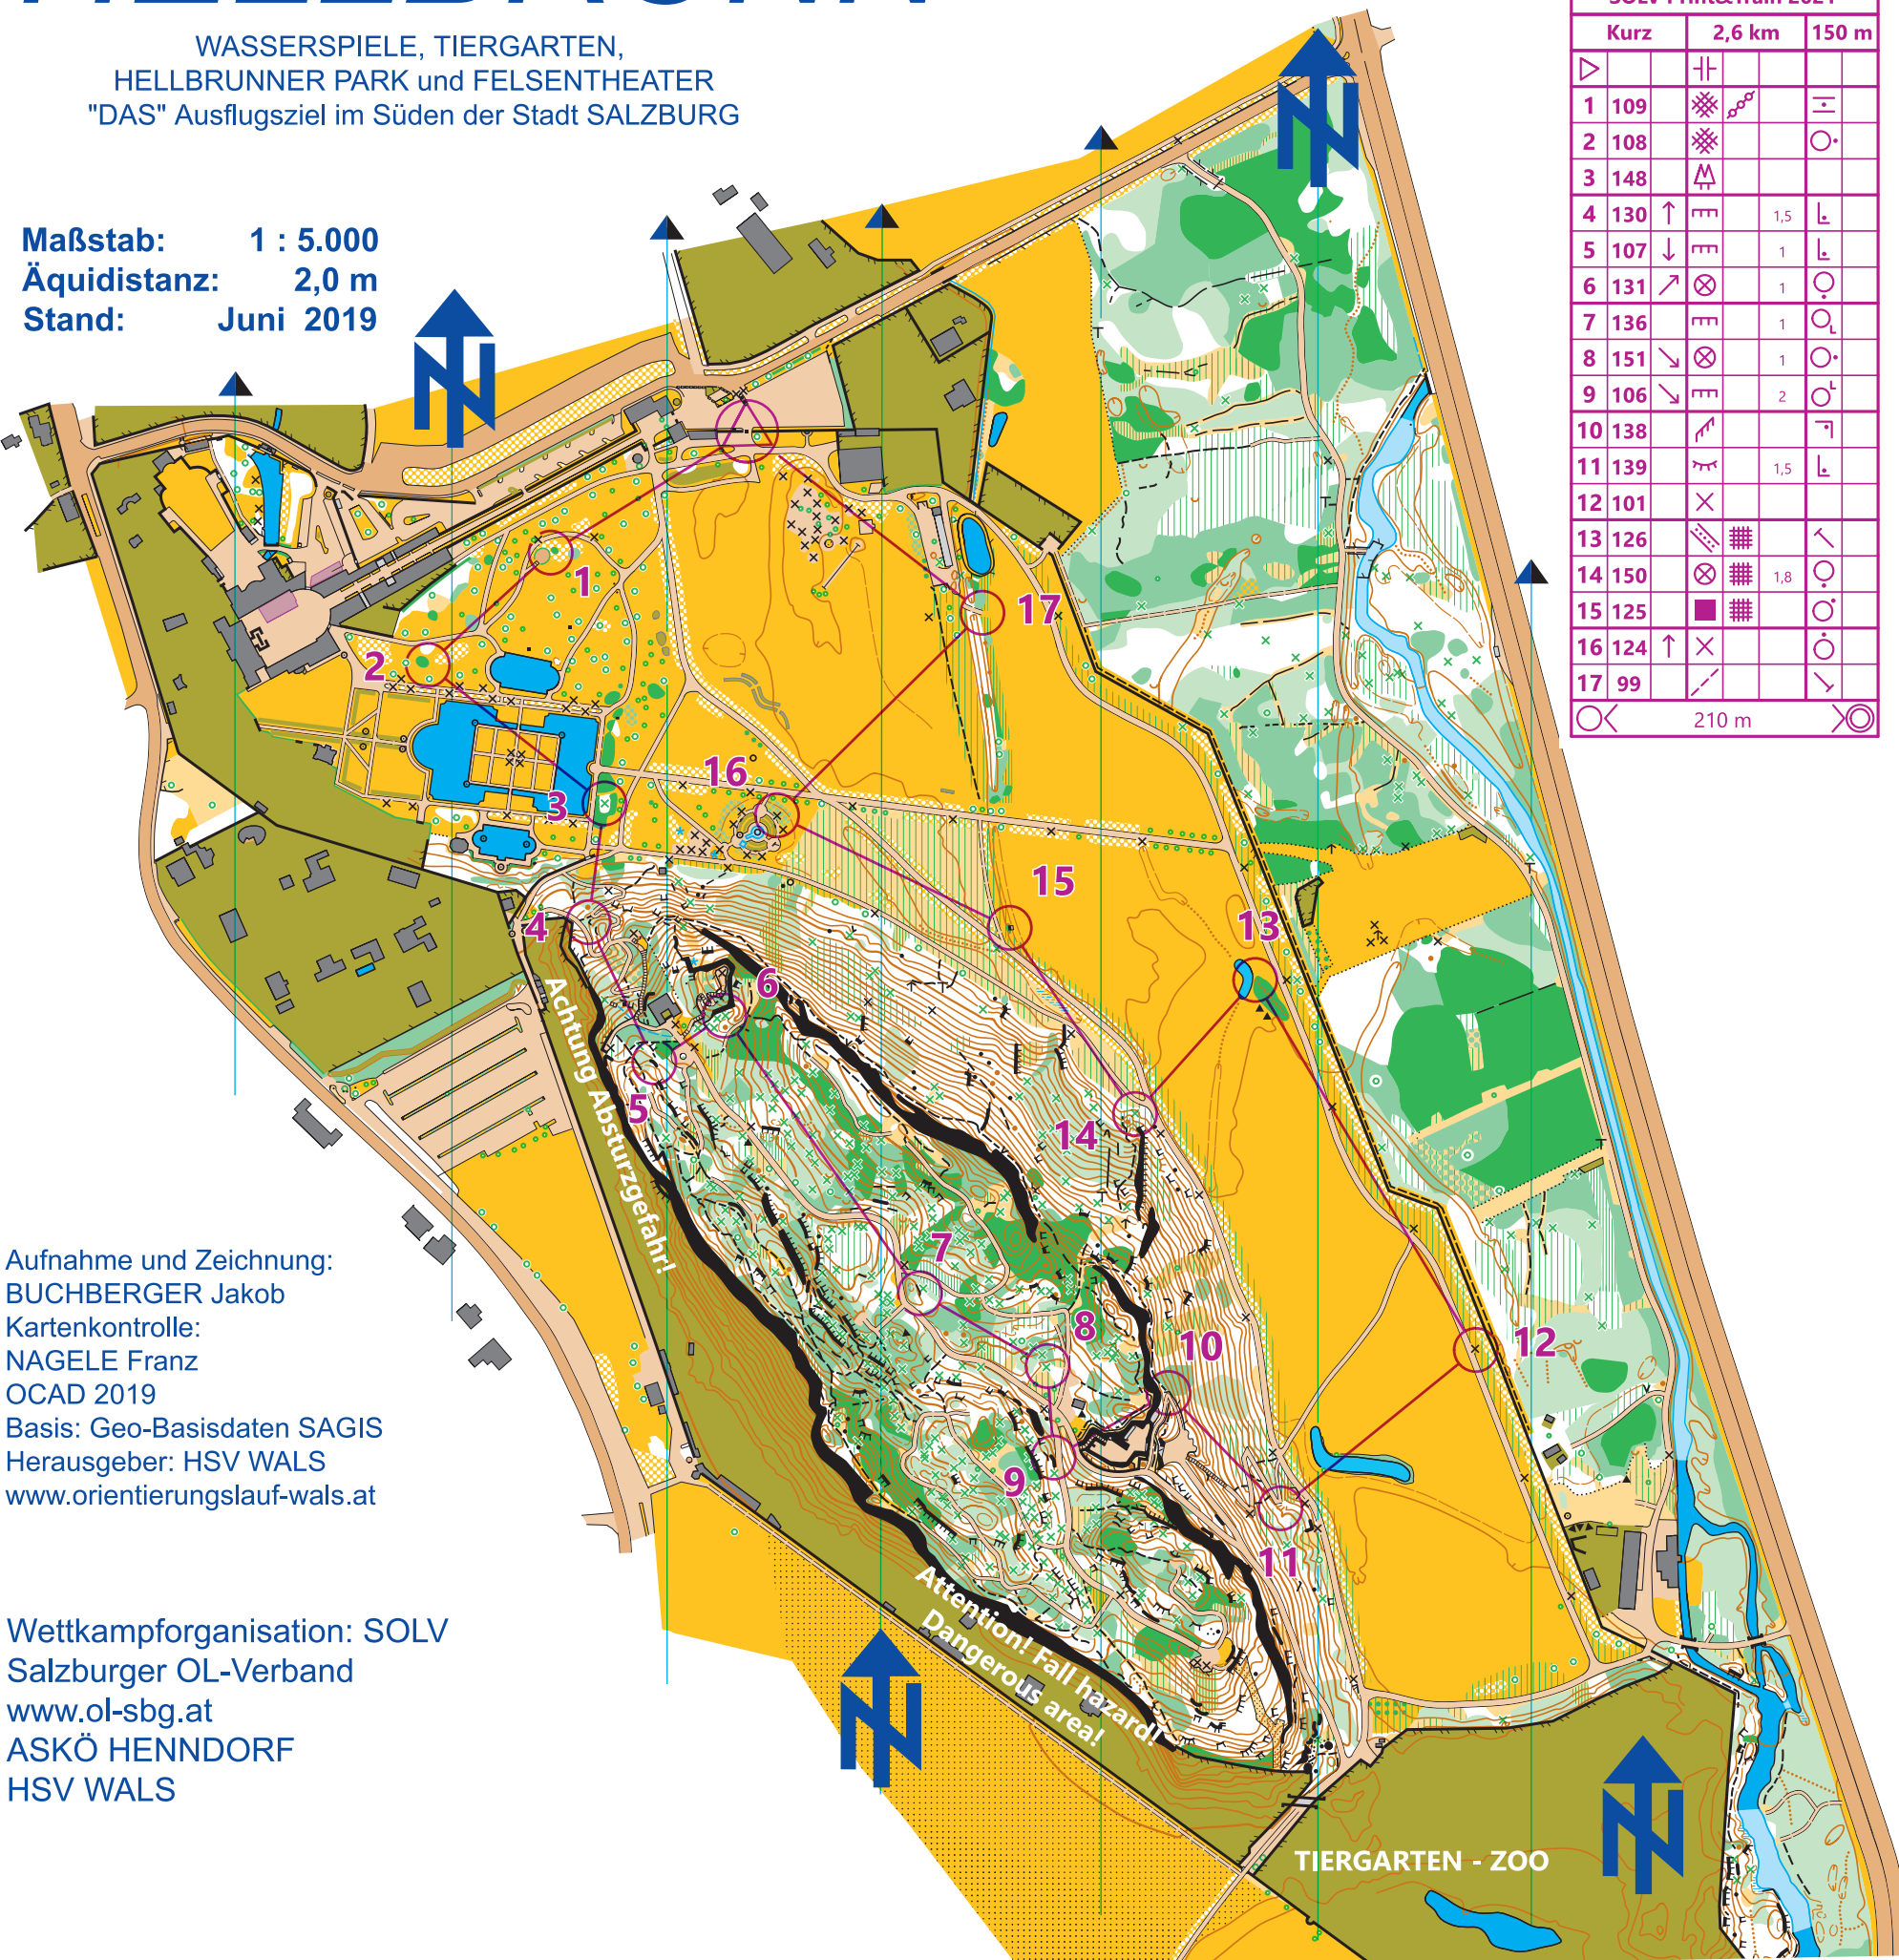 HELLBRUNN
WASSERSPIELE, TIERGARTEN,
HELLBRUNNER PARK und FELSENTHEATER
"DAS" Ausflugsziel im Süden der Stadt SALZBURG
Maßstab: 1 : 5.000
Äquidistanz: 2,0 m
Stand: Juni 2019
SOLV Print&Train 2021
Kurz 2,6 km 150 m
1 109
2 108
3 148
4 130 1,5
5 107 1
6 131 1
7 136 1
8 151 1
9 106 2
10 138
11 139 1,5
12 101
13 126
14 150 1,8
15 125
16 124
17 99
210 m
N
N
1
17
2
16
3
15
4
13
6
5
14
7
8
10
12
9
11
Achtung Absturzgefahr!
Aufnahme und Zeichnung:
BUCHBERGER Jakob
Kartenkontrolle:
NAGELE Franz
OCAD 2019
Basis: Geo-Basisdaten SAGIS
Herausgeber: HSV WALS
www.orientierungslauf-wals.at
Attention! Fall hazard!
Dangerous area!
Wettkampforganisation: SOLV
Salzburger OL-Verband
www.ol-sbg.at
ASKÖ HENNDORF
HSV WALS
N
N
TIERGARTEN - ZOO